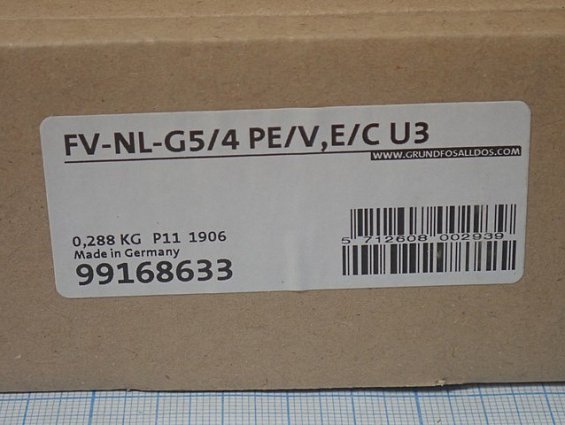 FV-NL-G5/4 PE/V,E/C U3
WWW.GRUNDFOSALLDOS.COM
0,288 KG P11 1906
Made in Germany
99168633
5 712608 002939